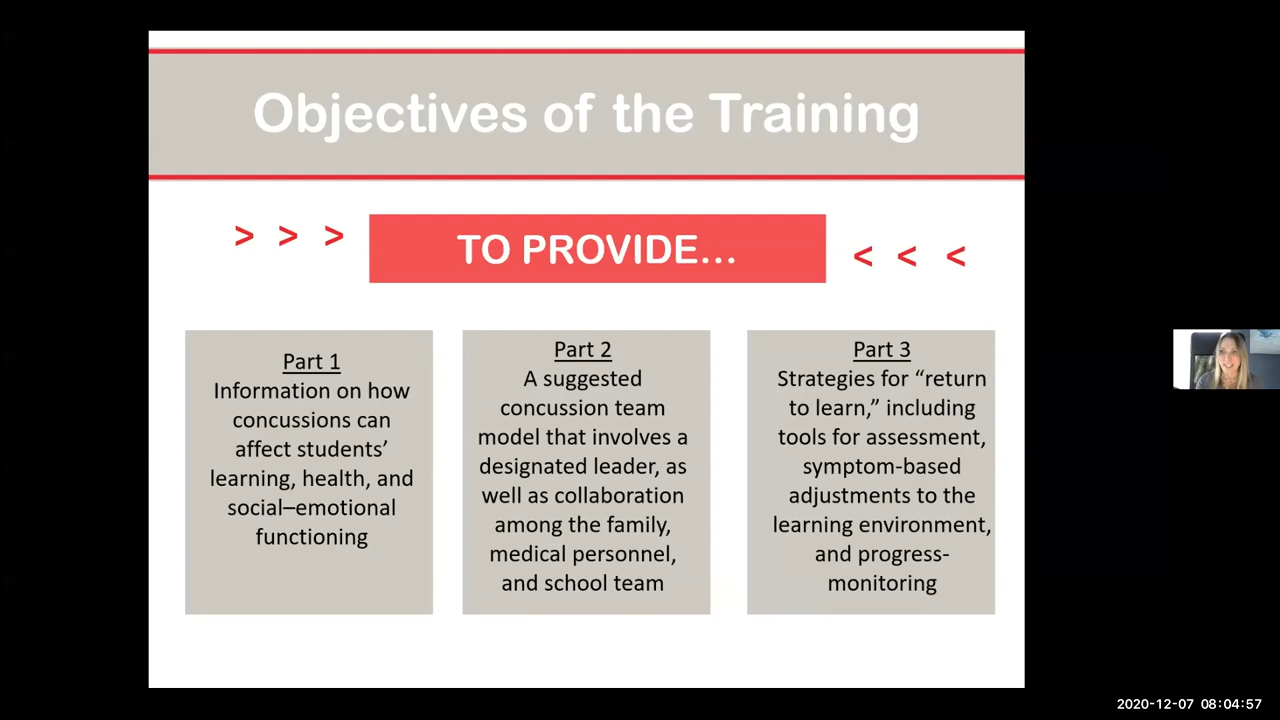 Objectives of the Training
> > >
TO PROVIDE...
< < <
Part 1
Information on how
concussions can
affect students’
learning, health, and
social–emotional
functioning
Part 2
A suggested
concussion team
model that involves a
designated leader, as
well as collaboration
among the family,
medical personnel,
and school team
Part 3
Strategies for “return
to learn,” including
tools for assessment,
symptom-based
adjustments to the
learning environment,
and progress-
monitoring
2020-12-07 08:04:57